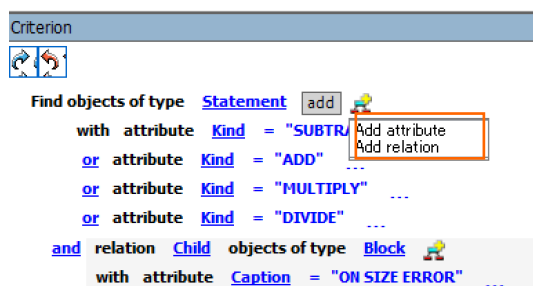 Criterion
Find objects of type Statement add
with attribute Kind = "SUBTRA
Add attribute
Add relation
or attribute Kind = "ADD" ...
or attribute Kind = "MULTIPLY" ...
or attribute Kind = "DIVIDE" ...
and relation Child objects of type Block
with attribute Caption = "ON SIZE ERROR" ...